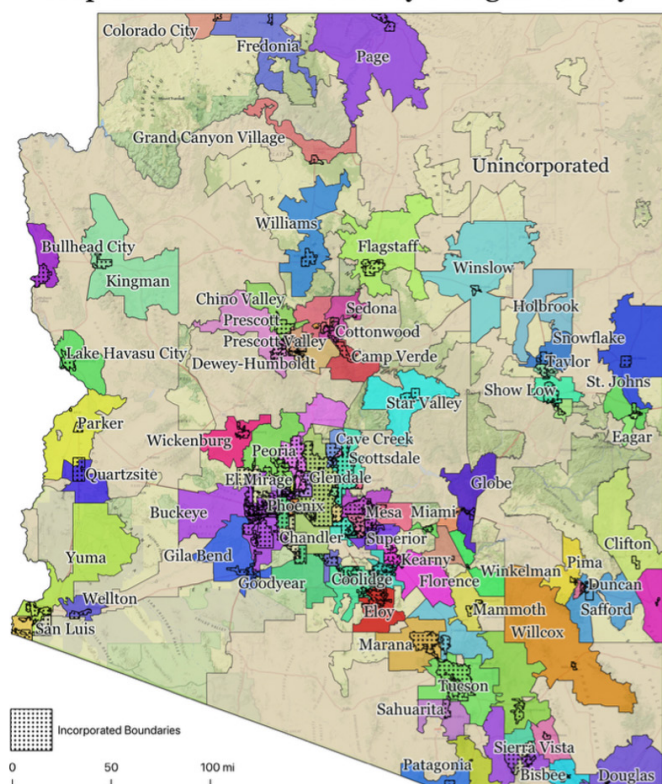 Colorado City
Fredonia
Page
Grand Canyon Village
Unincorporated
Williams
Bullhead City
Flagstaff
Winslow
Kingman
Chino Valley
Sedona
Holbrook
Prescott
Cottonwood
Prescott Valley
Snowflake
Lake Havasu City
Dewey-Humboldt
Camp Verde
Taylor
St. Johns
Show Low
Star Valley
Parker
Wickenburg
Cave Creek
Eagar
Peoria
Scottsdale
Quartzsite
El Mirage
Glendale
Globe
Buckeye
Phoenix
Mesa
Miami
Chandler
Superior
Clifton
Yuma
Gila Bend
Kearny
Winkelman
Pima
Goodyear
Coolidge
Florence
Duncan
Wellton
Eloy
Mammoth
Safford
San Luis
Willcox
Marana
Tucson
Sahuarita
Incorporated Boundaries
Sierra Vista
0 50 100 mi
Patagonia
Bisbee
Douglas